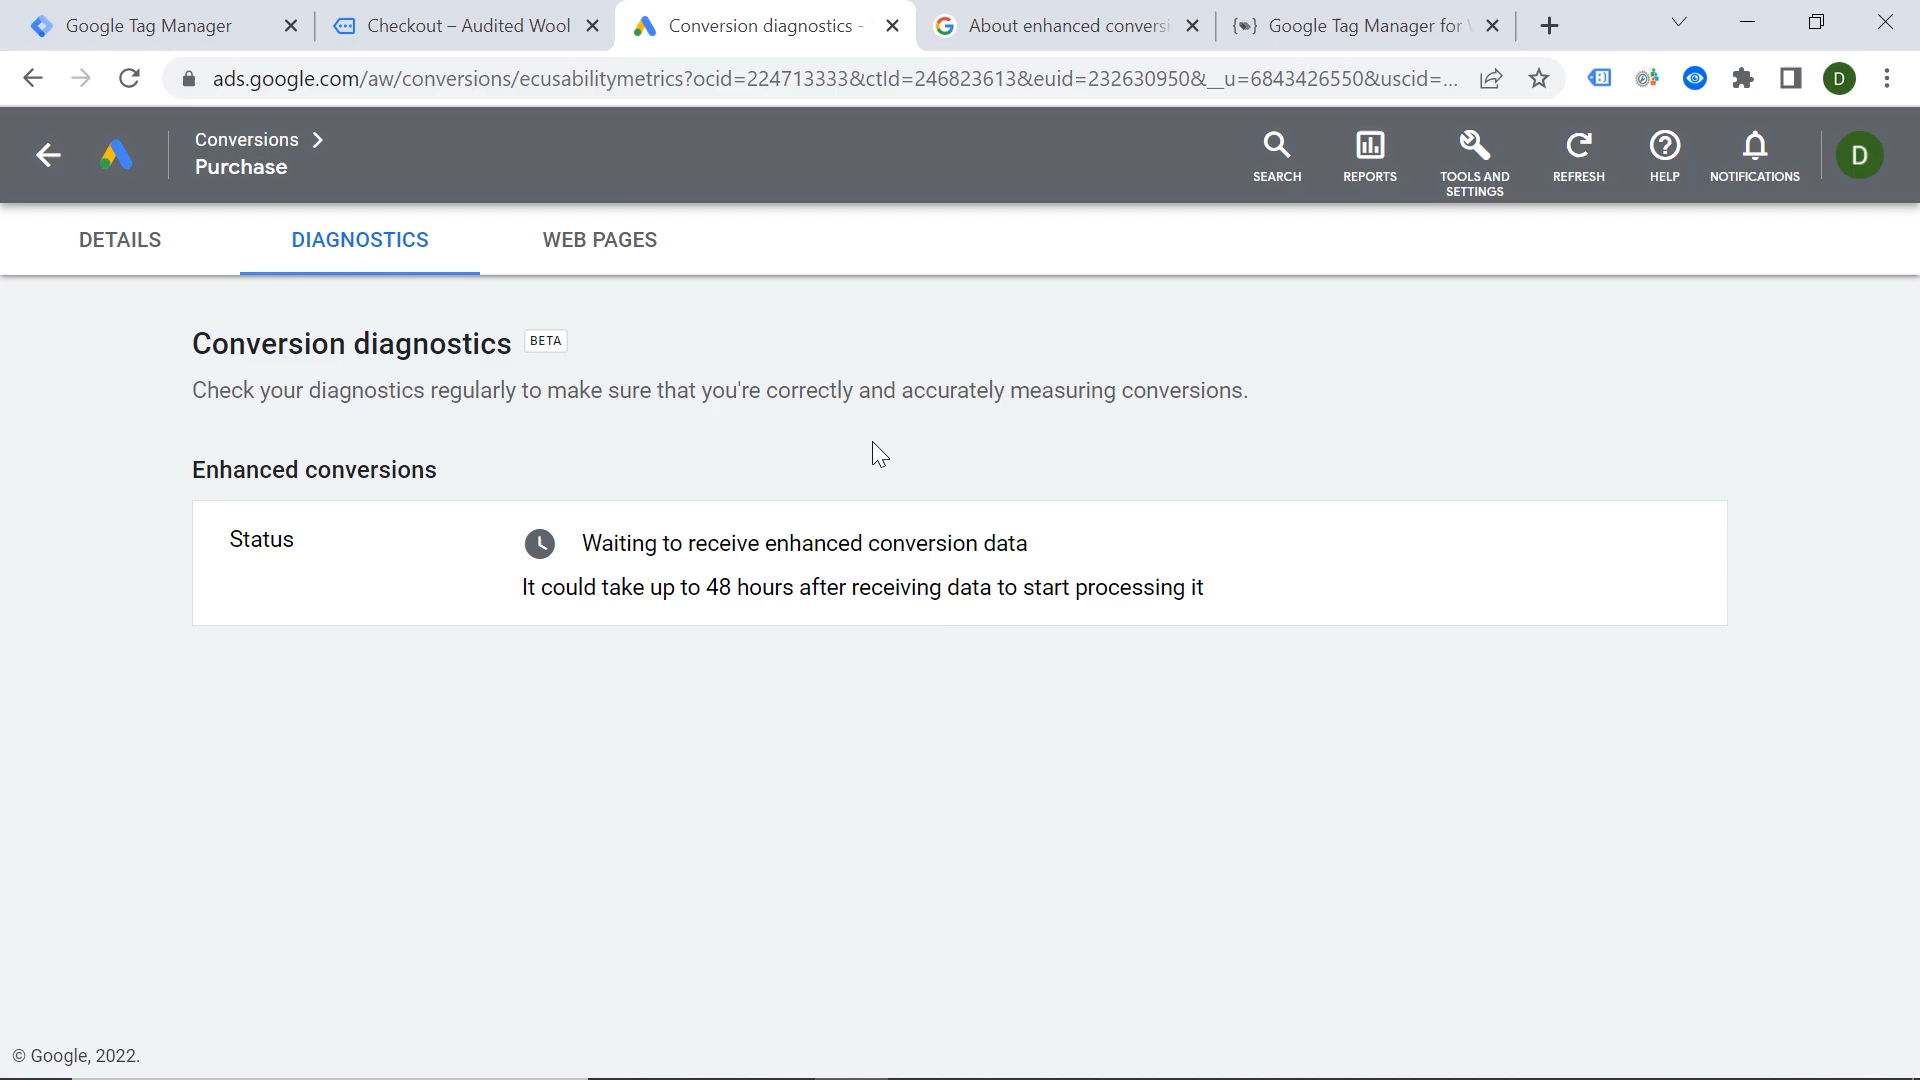 Google Tag Manager
Checkout – Audited Wool
Conversion diagnostics -
About enhanced conversi
Google Tag Manager for
ads.google.com/aw/conversions/ecusabilitymetrics?ocid=224713333&ctId=246823613&euid=232630950&__u=6843426550&uscid=...
D
Conversions
Purchase
SEARCH
REPORTS
TOOLS AND
SETTINGS
REFRESH
HELP
NOTIFICATIONS
D
DETAILS
DIAGNOSTICS
WEB PAGES
Conversion diagnostics BETA
Check your diagnostics regularly to make sure that you're correctly and accurately measuring conversions.
Enhanced conversions
Status
Waiting to receive enhanced conversion data
It could take up to 48 hours after receiving data to start processing it
© Google, 2022.